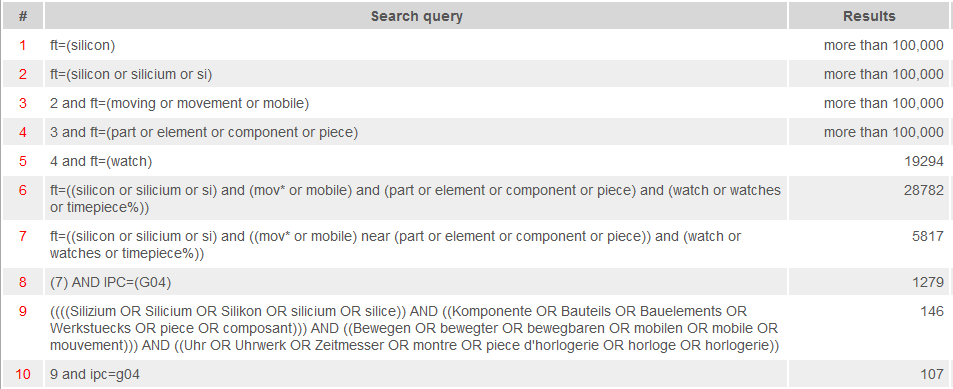 # Search query Results
1 ft=(silicon) more than 100,000
2 ft=(silicon or silicium or si) more than 100,000
3 2 and ft=(moving or movement or mobile) more than 100,000
4 3 and ft=(part or element or component or piece) more than 100,000
5 4 and ft=(watch) 19294
6 ft=((silicon or silicium or si) and (mov* or mobile) and (part or element or component or piece) and (watch or watches 28782
or timepiece%))
7 ft=((silicon or silicium or si) and ((mov* or mobile) near (part or element or component or piece)) and (watch or 5817
watches or timepiece%))
8 (7) AND IPC=(G04) 1279
9 ((((Silizium OR Silicium OR Silikon OR silicium OR silice)) AND ((Komponente OR Bauteils OR Bauelements OR 146
Werkstuecks OR piece OR composant))) AND ((Bewegen OR bewegter OR bewegbaren OR mobilen OR mobile OR
mouvement))) AND ((Uhr OR Uhrwerk OR Zeitmesser OR montre OR piece d'horlogerie OR horloge OR horlogerie))
10 9 and ipc=g04 107